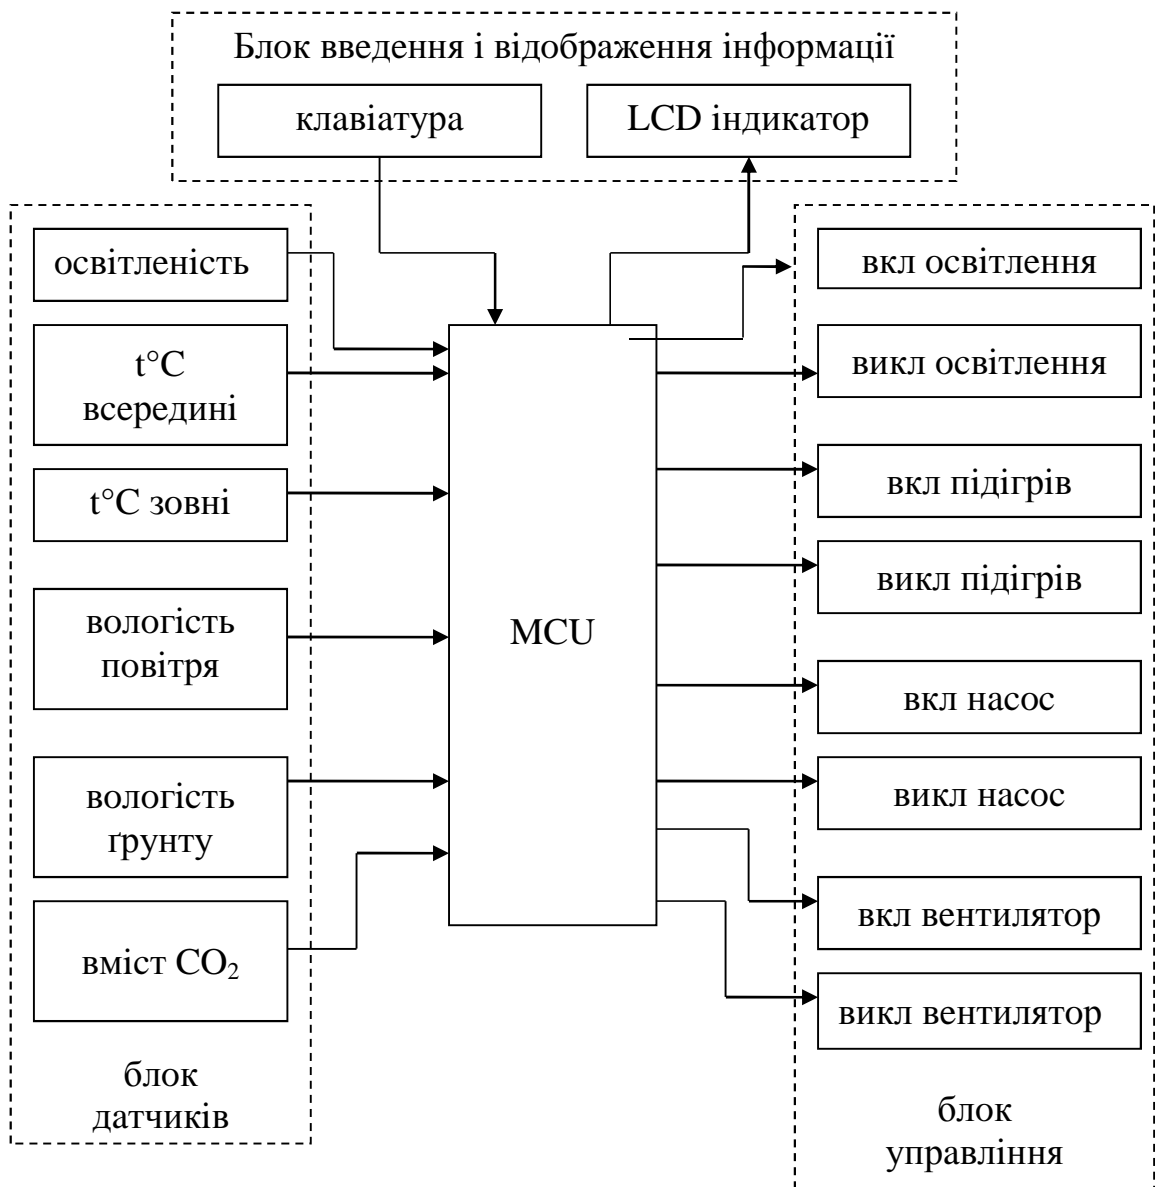 Блок введення і відображення інформації
клавіатура
LCD індикатор
освітленість
t°C
всередині
t°C зовні
вологість
повітря
вологість
ґрунту
вміст CO₂
блок
датчиків
MCU
вкл освітлення
викл освітлення
вкл підігрів
викл підігрів
вкл насос
викл насос
вкл вентилятор
викл вентилятор
блок
управління